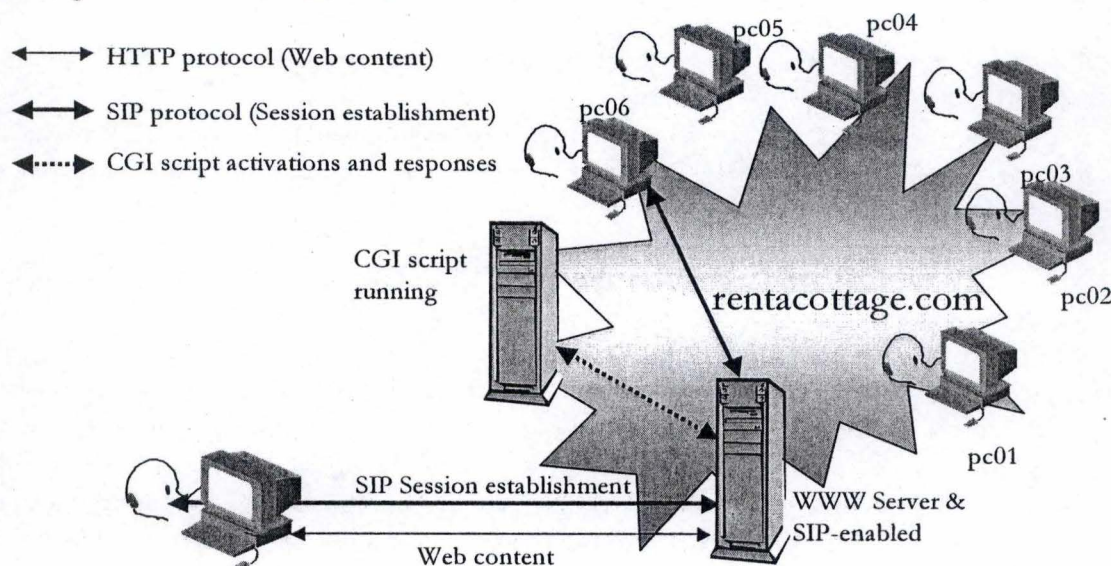 pc05
pc04
HTTP protocol (Web content)
SIP protocol (Session establishment)
pc06
CGI script activations and responses
pc03
CGI script
running
rentacottage.com
pc02
pc01
SIP Session establishment
WWW Server &
SIP-enabled
Web content